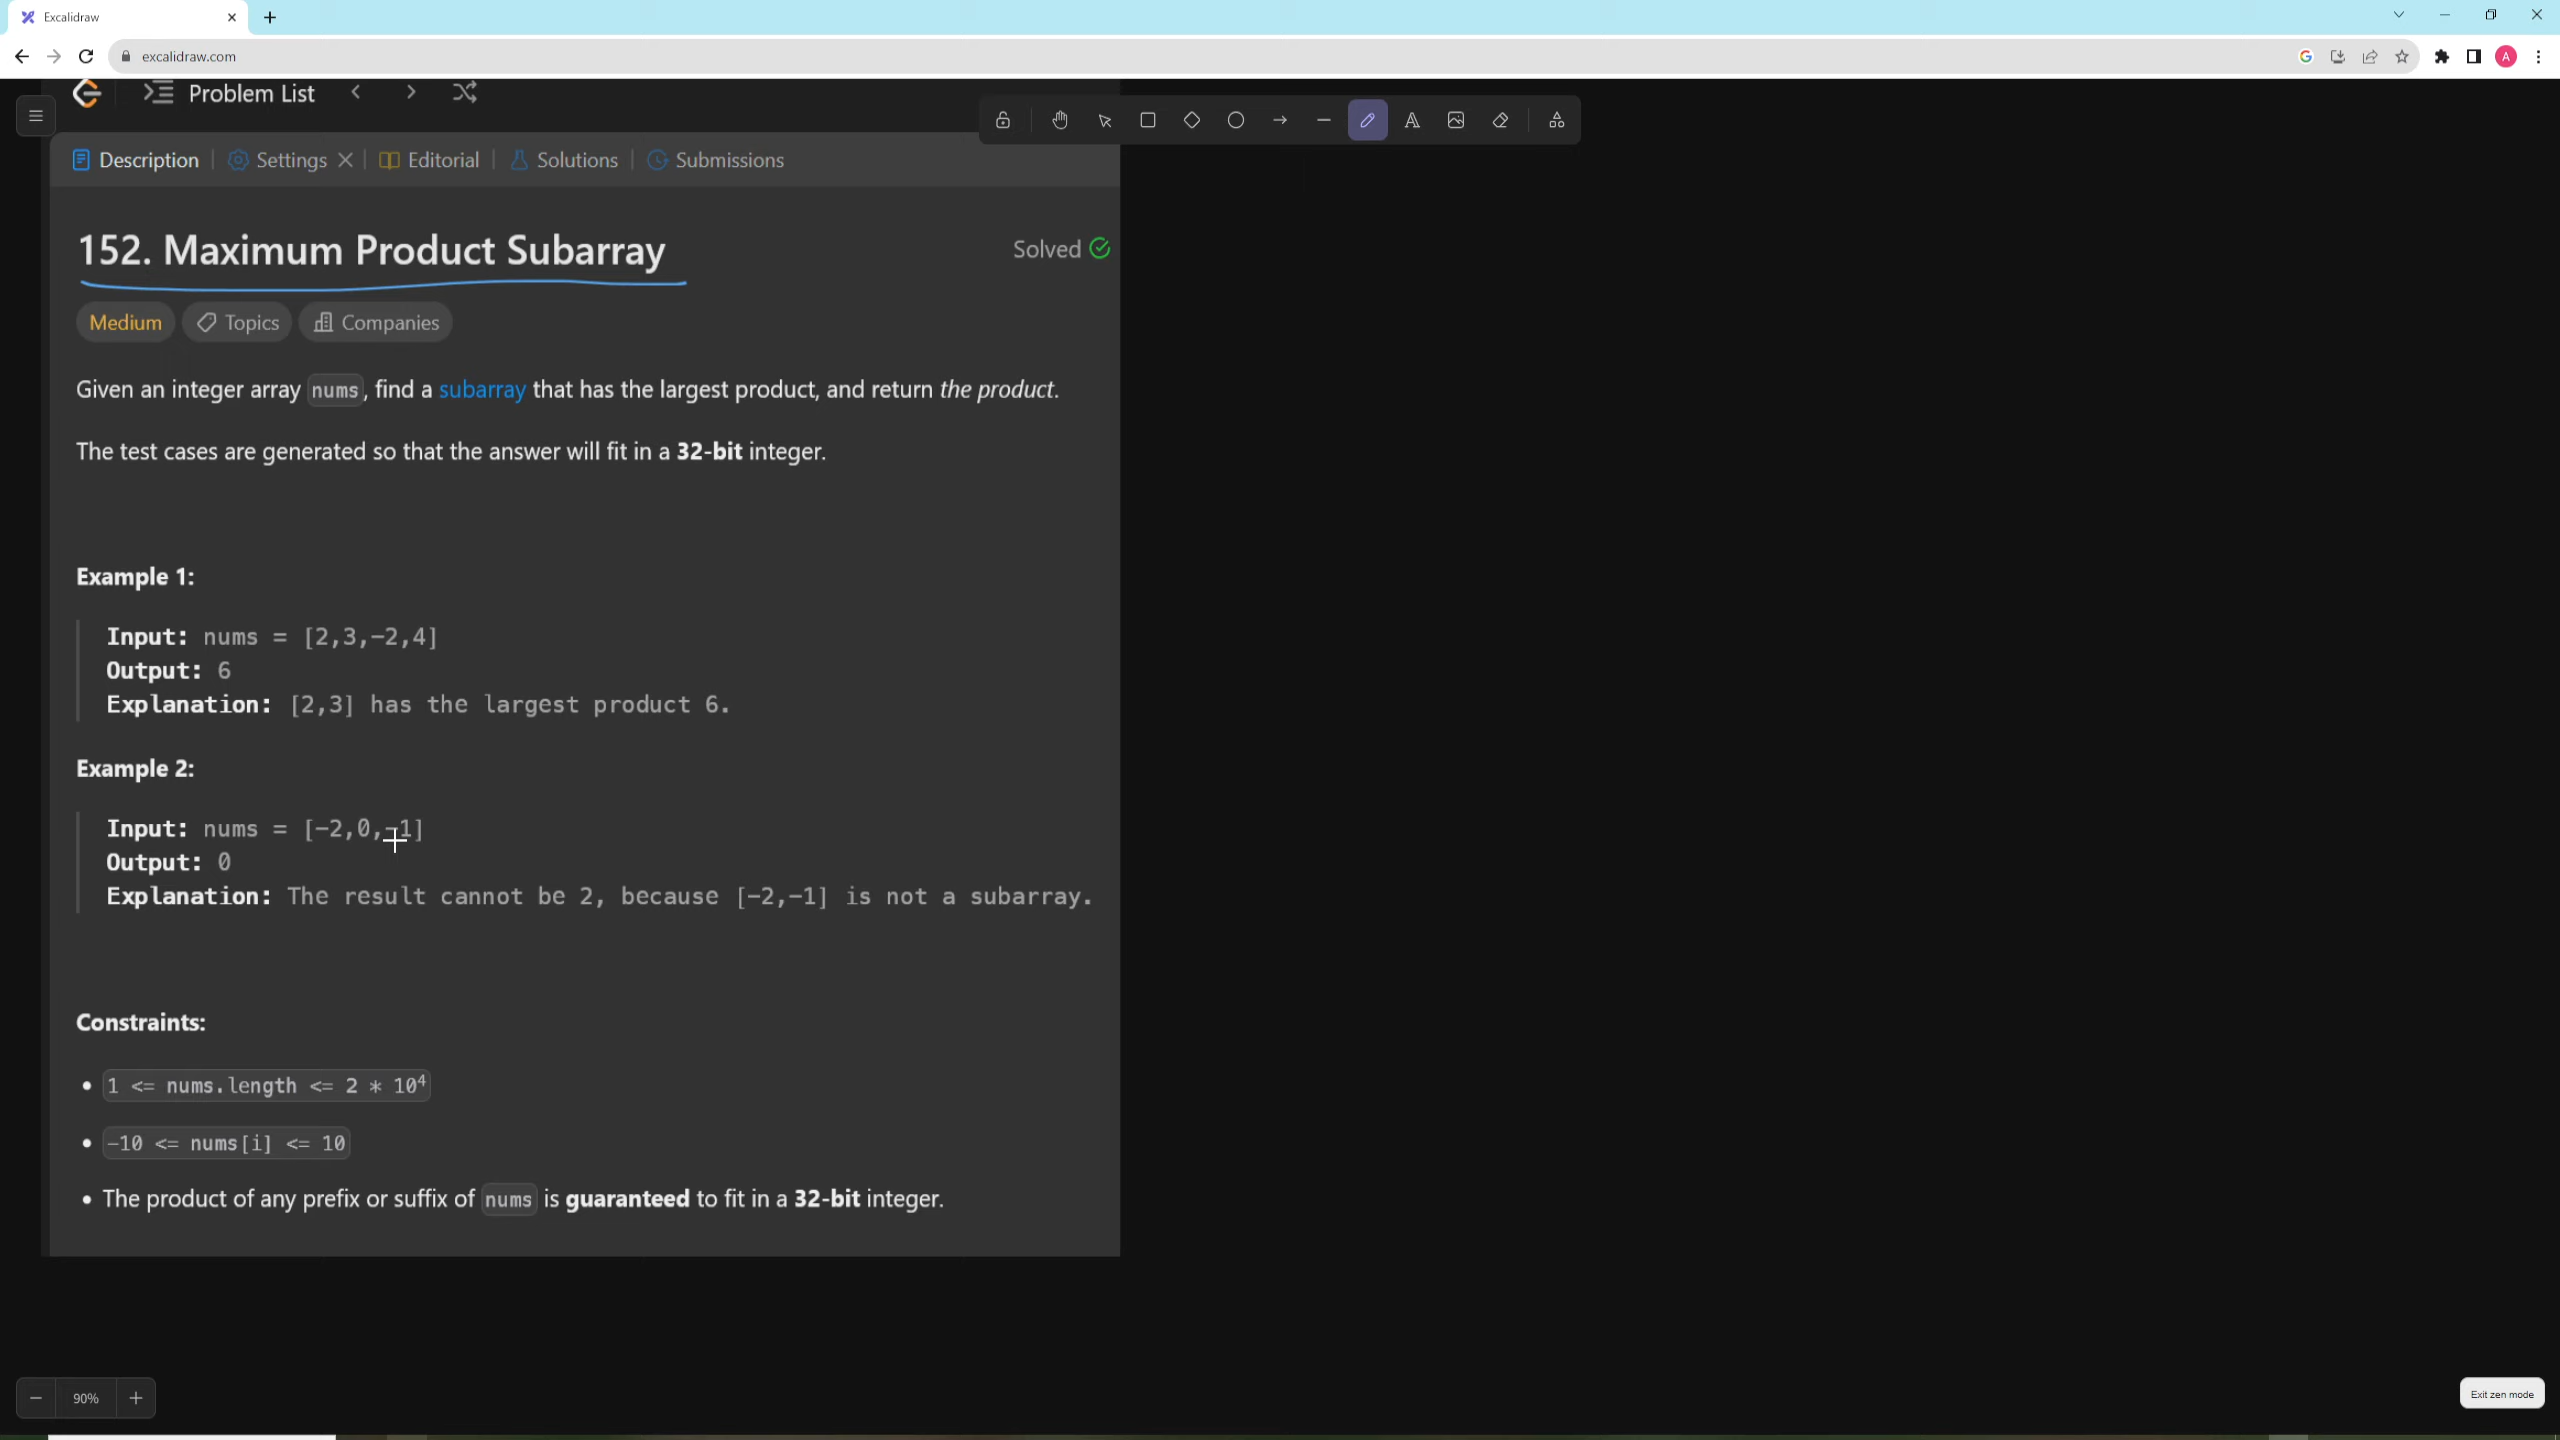 Excalidraw
excalidraw.com
A
Problem List
Description Settings Editorial Solutions Submissions
152. Maximum Product Subarray
Solved
Medium Topics Companies
Given an integer array nums, find a subarray that has the largest product, and return the product.
The test cases are generated so that the answer will fit in a 32-bit integer.
Example 1:
Input: nums = [2,3,-2,4]
Output: 6
Explanation: [2,3] has the largest product 6.
Example 2:
Input: nums = [-2,0,-1]
Output: 0
Explanation: The result cannot be 2, because [-2,-1] is not a subarray.
Constraints:
• 1 <= nums.length <= 2 * 10⁴
• -10 <= nums[i] <= 10
• The product of any prefix or suffix of nums is guaranteed to fit in a 32-bit integer.
90%
Exit zen mode